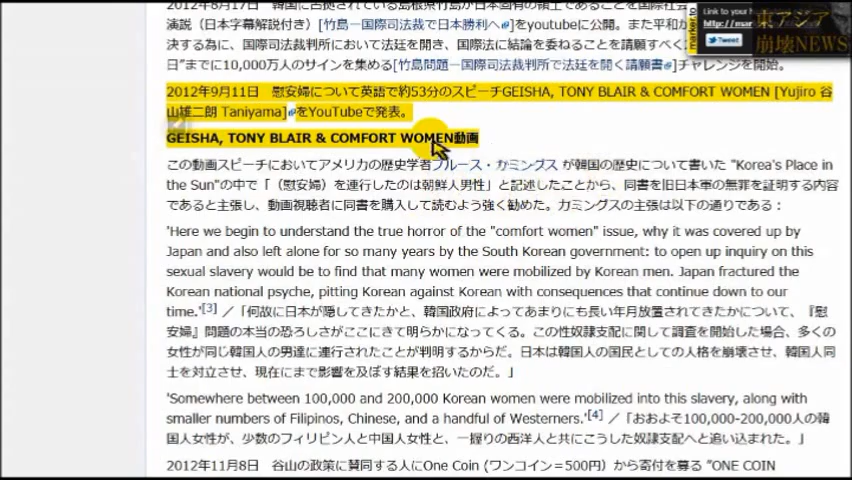 2012年8月17日　韓国に占拠されている島根県竹島が日本固有の領土であることを国際社会
演説（日本字幕解説付き）[竹島－国際司法裁で日本勝利へ]をyoutubeに公開。また平和か
決する為に、国際司法裁判所において法廷を開き、国際法に結論を委ねることを請願すべく
日”までに10,000万人のサインを集める[竹島問題－国際司法裁判所で法廷を開く請願書]チャレンジを開始。
2012年9月11日　慰安婦について英語で約53分のスピーチGEISHA, TONY BLAIR & COMFORT WOMEN [Yujiro 谷
山雄二朗 Taniyama]をYouTubeで発表。
GEISHA, TONY BLAIR & COMFORT WOMEN動画
この動画スピーチにおいてアメリカの歴史学者ブルース・カミングス が韓国の歴史について書いた "Korea's Place in
the Sun"の中で「（慰安婦）を連行したのは朝鮮人男性」と記述したことから、同書を旧日本軍の無罪を証明する内容
であると主張し、動画視聴者に同書を購入して読むよう強く勧めた。カミングスの主張は以下の通りである：
'Here we begin to understand the true horror of the "comfort women" issue, why it was covered up by
Japan and also left alone for so many years by the South Korean government: to open up inquiry on this
sexual slavery would be to find that many women were mobilized by Korean men. Japan fractured the
Korean national psyche, pitting Korean against Korean with consequences that continue down to our
time.'[3] ／「何故に日本が隠してきたかと、韓国政府によってあまりにも長い年月放置されてきたかについて、『慰
安婦』問題の本当の恐ろしさがここにきて明らかになってくる。この性奴隷支配に関して調査を開始した場合、多くの
女性が同じ韓国人の男達に連行されたことが判明するからだ。日本は韓国人の国民としての人格を崩壊させ、韓国人同
士を対立させ、現在にまで影響を及ぼす結果を招いたのだ。」
'Somewhere between 100,000 and 200,000 Korean women were mobilized into this slavery, along with
smaller numbers of Filipinos, Chinese, and a handful of Westerners.'[4] ／「おおよそ100,000-200,000人の韓
国人女性が、少数のフィリピン人と中国人女性と、一握りの西洋人と共にこうした奴隷支配へと追い込まれた。」
2012年11月8日　谷山の政策に賛同する人にOne Coin (ワンコイン＝500円）から寄付を募る "ONE COIN
Link to your
http://mar
Tweet
marker.to
東アジア
崩壊NEWS